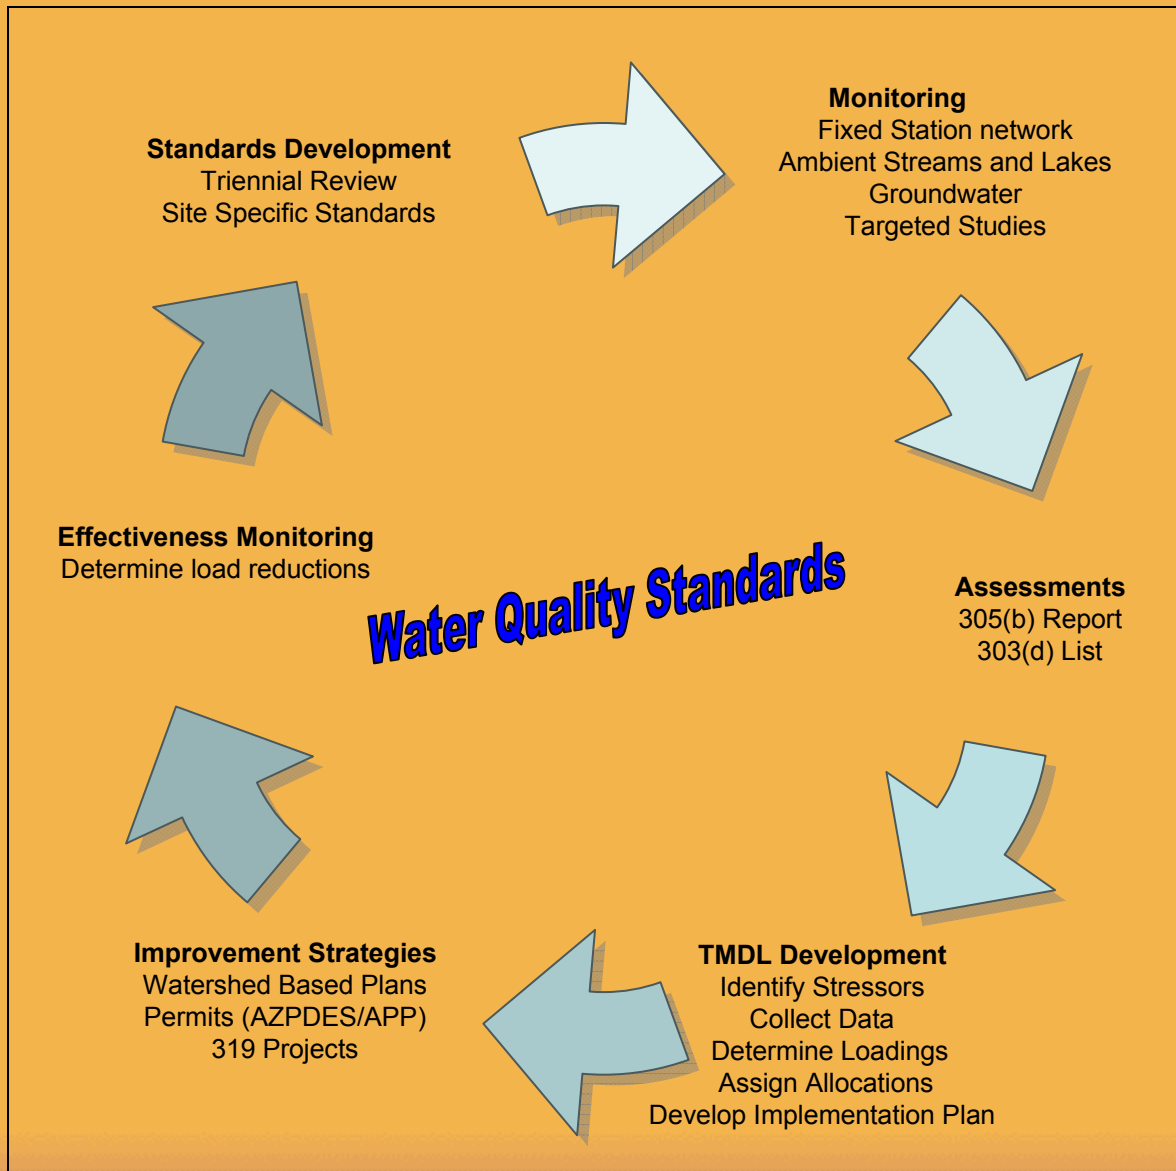 Standards Development
Triennial Review
Site Specific Standards
Monitoring
Fixed Station network
Ambient Streams and Lakes
Groundwater
Targeted Studies
Assessments
305(b) Report
303(d) List
TMDL Development
Identify Stressors
Collect Data
Determine Loadings
Assign Allocations
Develop Implementation Plan
Improvement Strategies
Watershed Based Plans
Permits (AZPDES/APP)
319 Projects
Effectiveness Monitoring
Determine load reductions
Water Quality Standards